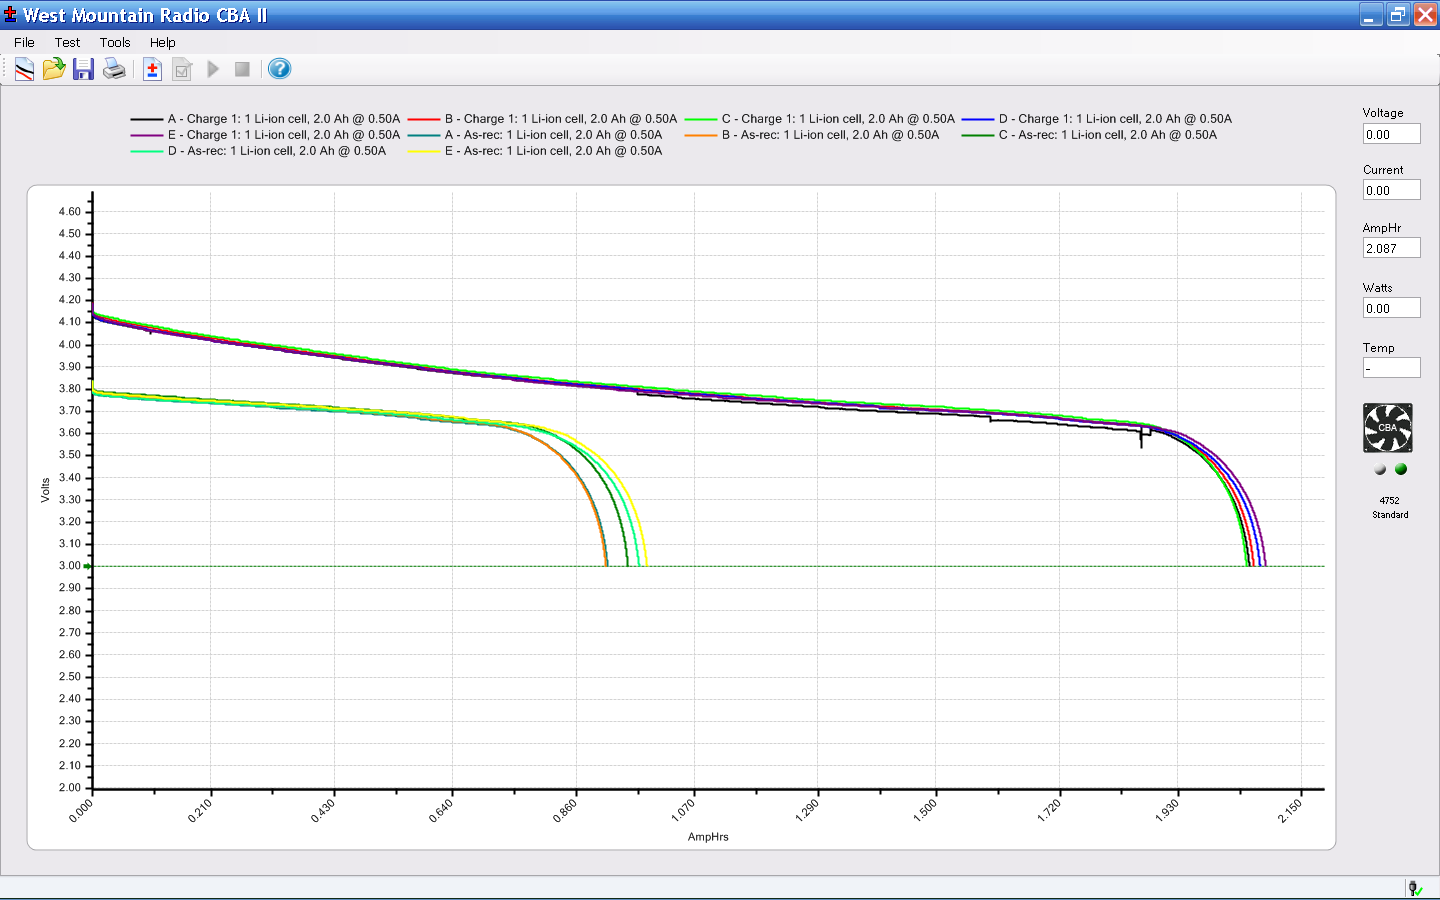 West Mountain Radio CBA II
File Test Tools Help
A - Charge 1: 1 Li-ion cell, 2.0 Ah @ 0.50A B - Charge 1: 1 Li-ion cell, 2.0 Ah @ 0.50A C - Charge 1: 1 Li-ion cell, 2.0 Ah @ 0.50A D - Charge 1: 1 Li-ion cell, 2.0 Ah @ 0.50A
E - Charge 1: 1 Li-ion cell, 2.0 Ah @ 0.50A A - As-rec: 1 Li-ion cell, 2.0 Ah @ 0.50A B - As-rec: 1 Li-ion cell, 2.0 Ah @ 0.50A C - As-rec: 1 Li-ion cell, 2.0 Ah @ 0.50A
D - As-rec: 1 Li-ion cell, 2.0 Ah @ 0.50A E - As-rec: 1 Li-ion cell, 2.0 Ah @ 0.50A
Volts
4.60
4.50
4.40
4.30
4.20
4.10
4.00
3.90
3.80
3.70
3.60
3.50
3.40
3.30
3.20
3.10
3.00
2.90
2.80
2.70
2.60
2.50
2.40
2.30
2.20
2.10
2.00
0.000 0.210 0.430 0.640 0.860 1.070 1.290 1.500 1.720 1.930 2.150
AmpHrs
Voltage
0.00
Current
0.00
AmpHr
2.087
Watts
0.00
Temp
-
CBA
4752
Standard